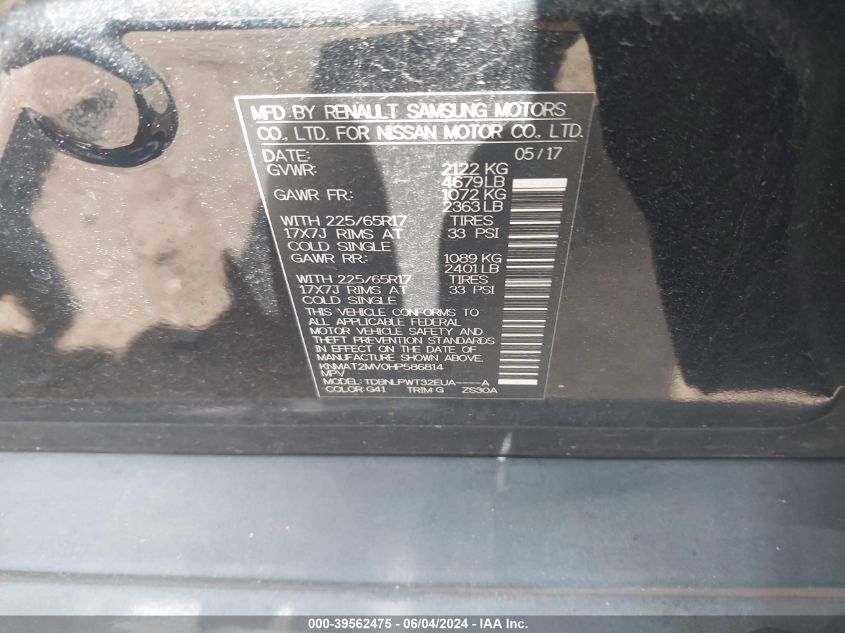 MFD BY RENAULT SAMSUNG MOTORS
CO., LTD. FOR NISSAN MOTOR CO., LTD.
DATE: 05/17
GVWR: 2122 KG
4679 LB
GAWR FR: 1072 KG
2363 LB
WITH 225/65R17 TIRES
17X7J RIMS AT 33 PSI
COLD SINGLE
GAWR RR: 1089 KG
2401 LB
WITH 225/65R17 TIRES
17X7J RIMS AT 33 PSI
COLD SINGLE
THIS VEHICLE CONFORMS TO
ALL APPLICABLE FEDERAL
MOTOR VEHICLE SAFETY AND
THEFT PREVENTION STANDARDS
IN EFFECT ON THE DATE OF
MANUFACTURE SHOWN ABOVE.
KNMAT2MV0HP586814
MPV
MODEL: TDBNLPWT32EUA----A
COLOR: G41 TRIM G ZS30A
000-39562475 - 06/04/2024 - IAA Inc.